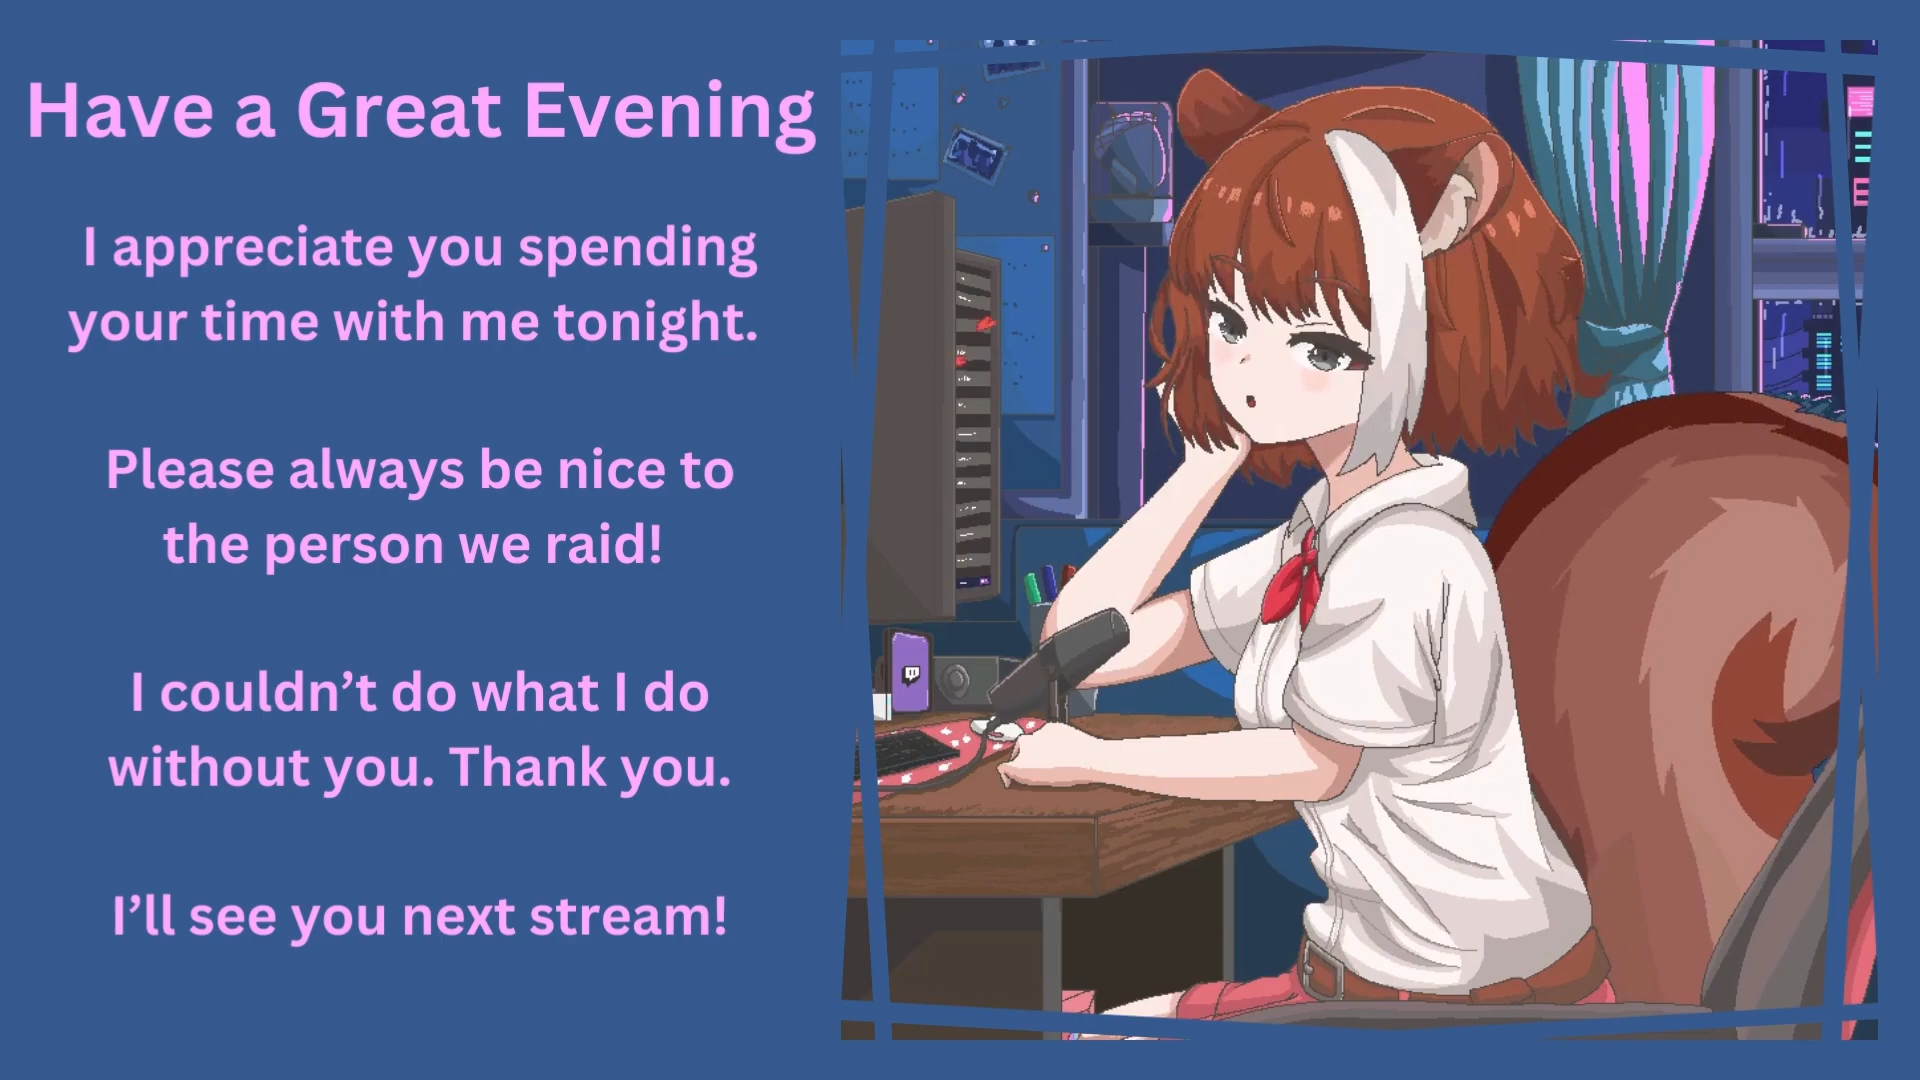 Have a Great Evening
I appreciate you spending
your time with me tonight.
Please always be nice to
the person we raid!
I couldn’t do what I do
without you. Thank you.
I’ll see you next stream!